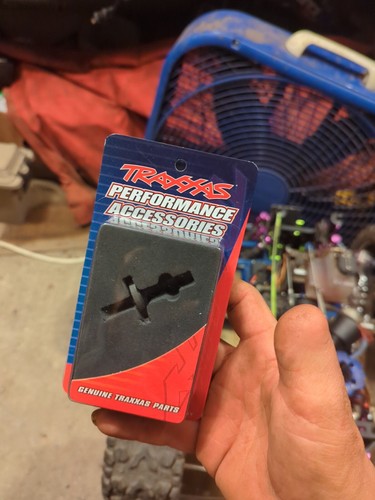 TRAXXAS
PERFORMANCE
ACCESSORIES
GENUINE TRAXXAS PARTS